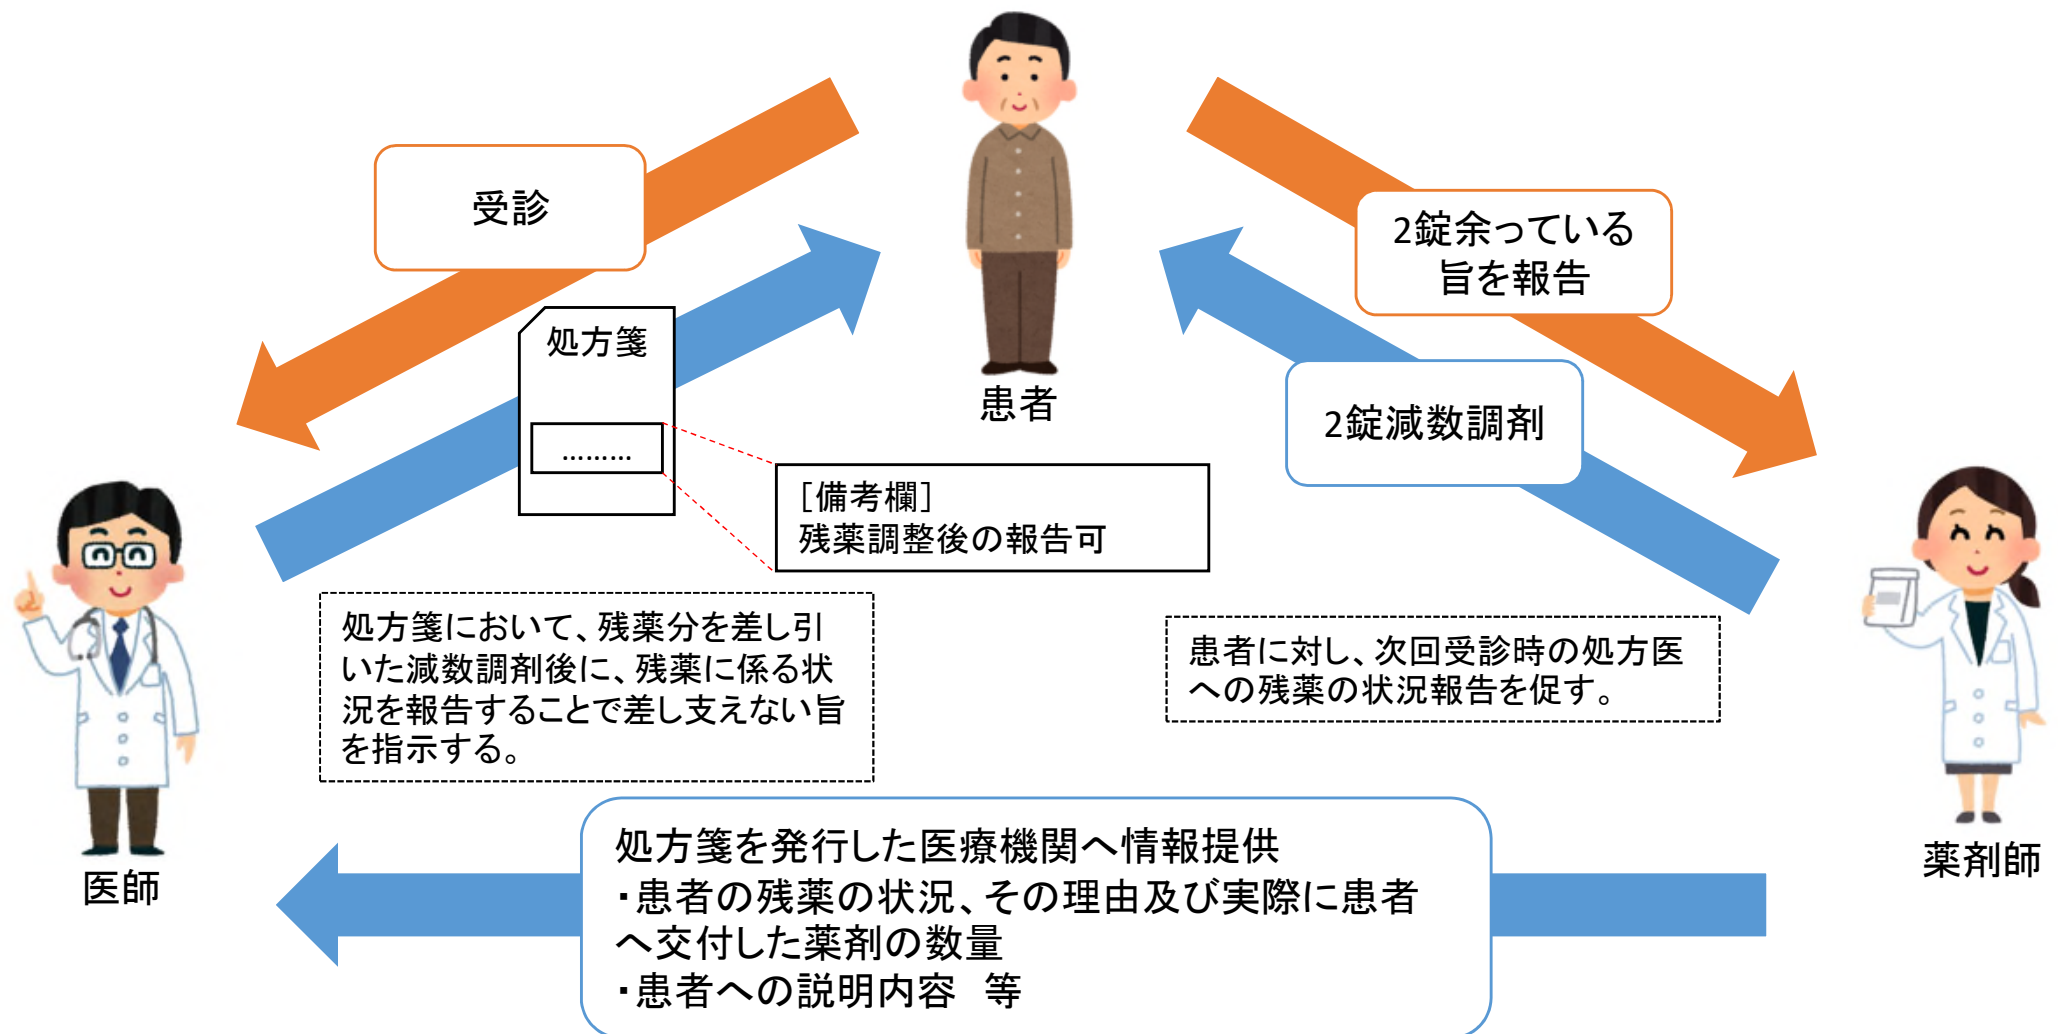 受診
2錠余っている
旨を報告
処方箋
………
患者
2錠減数調剤
［備考欄］
残薬調整後の報告可
処方箋において、残薬分を差し引
いた減数調剤後に、残薬に係る状
況を報告することで差し支えない旨
を指示する。
患者に対し、次回受診時の処方医
への残薬の状況報告を促す。
医師
薬剤師
処方箋を発行した医療機関へ情報提供
・患者の残薬の状況、その理由及び実際に患者
へ交付した薬剤の数量
・患者への説明内容　等